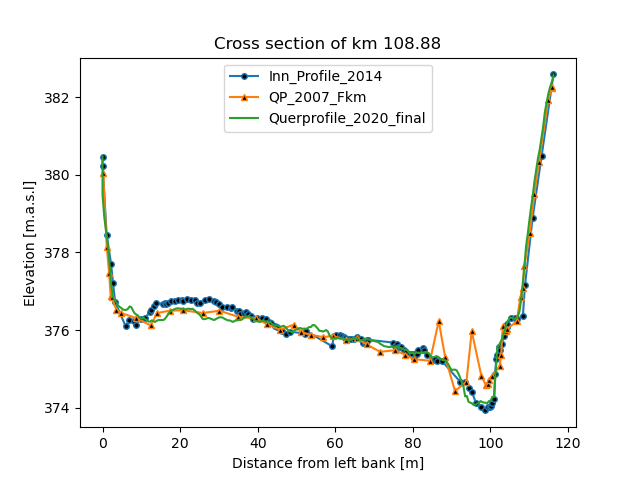 Cross section of km 108.88
Inn_Profile_2014
QP_2007_Fkm
Querprofile_2020_final
Elevation [m.a.s.l]
382
380
378
376
374
0 20 40 60 80 100 120
Distance from left bank [m]